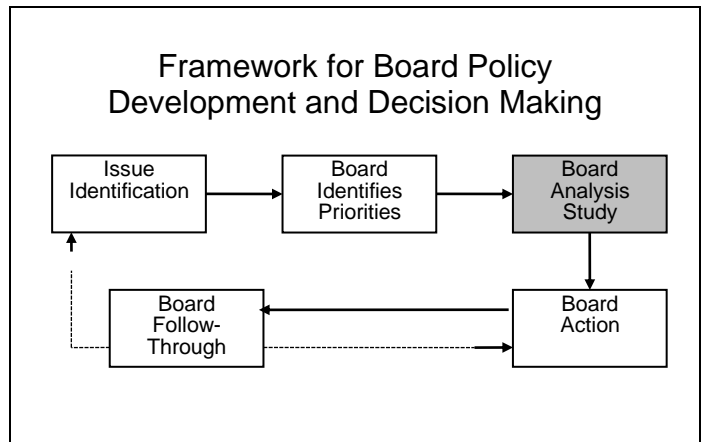 Framework for Board Policy
Development and Decision Making
Issue
Identification
Board
Identifies
Priorities
Board
Analysis
Study
Board
Follow-
Through
Board
Action